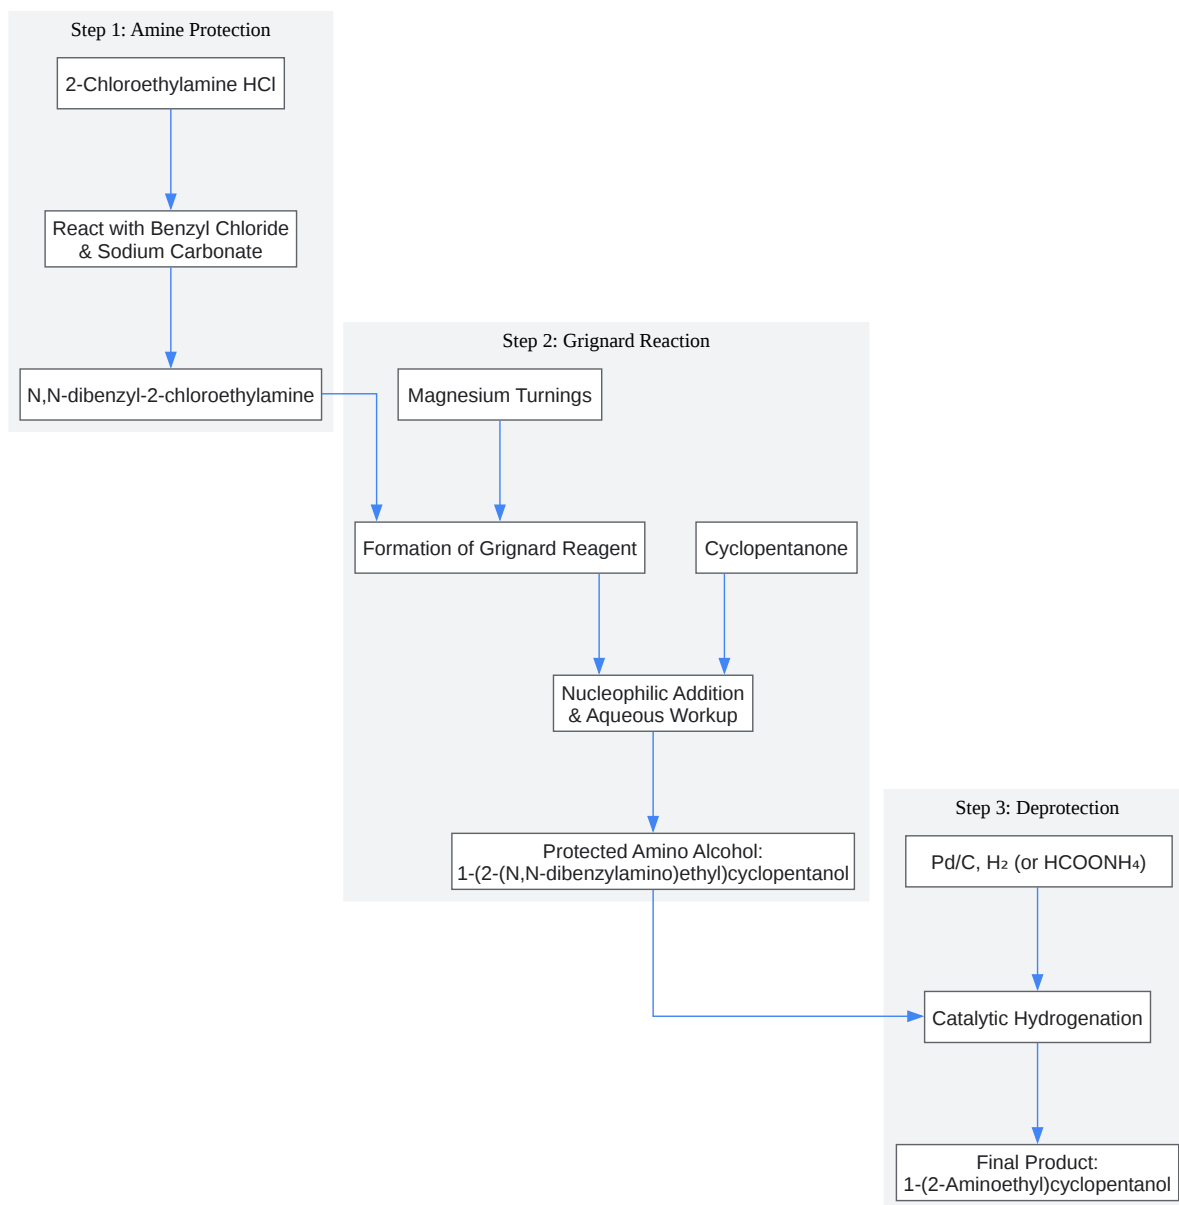 Step 1: Amine Protection
2-Chloroethylamine HCl
React with Benzyl Chloride
& Sodium Carbonate
N,N-dibenzyl-2-chloroethylamine
Step 2: Grignard Reaction
Magnesium Turnings
Formation of Grignard Reagent
Cyclopentanone
Nucleophilic Addition
& Aqueous Workup
Protected Amino Alcohol:
1-(2-(N,N-dibenzylamino)ethyl)cyclopentanol
Step 3: Deprotection
Pd/C, H₂ (or HCOONH₄)
Catalytic Hydrogenation
Final Product:
1-(2-Aminoethyl)cyclopentanol